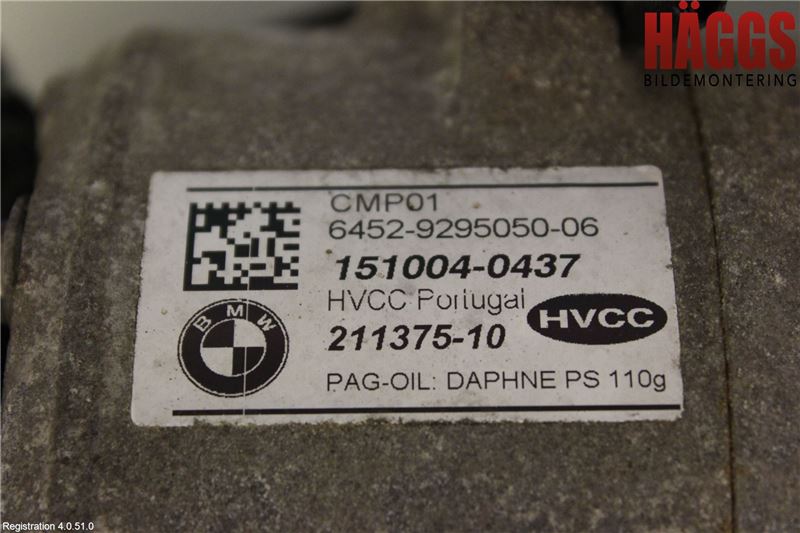 HÄGGS
BILDEMONTERING
CMP01
6452-9295050-06
151004-0437
HVCC Portugal
HVCC
BMW
211375-10
PAG-OIL: DAPHNE PS 110g
Registration 4.0.51.0